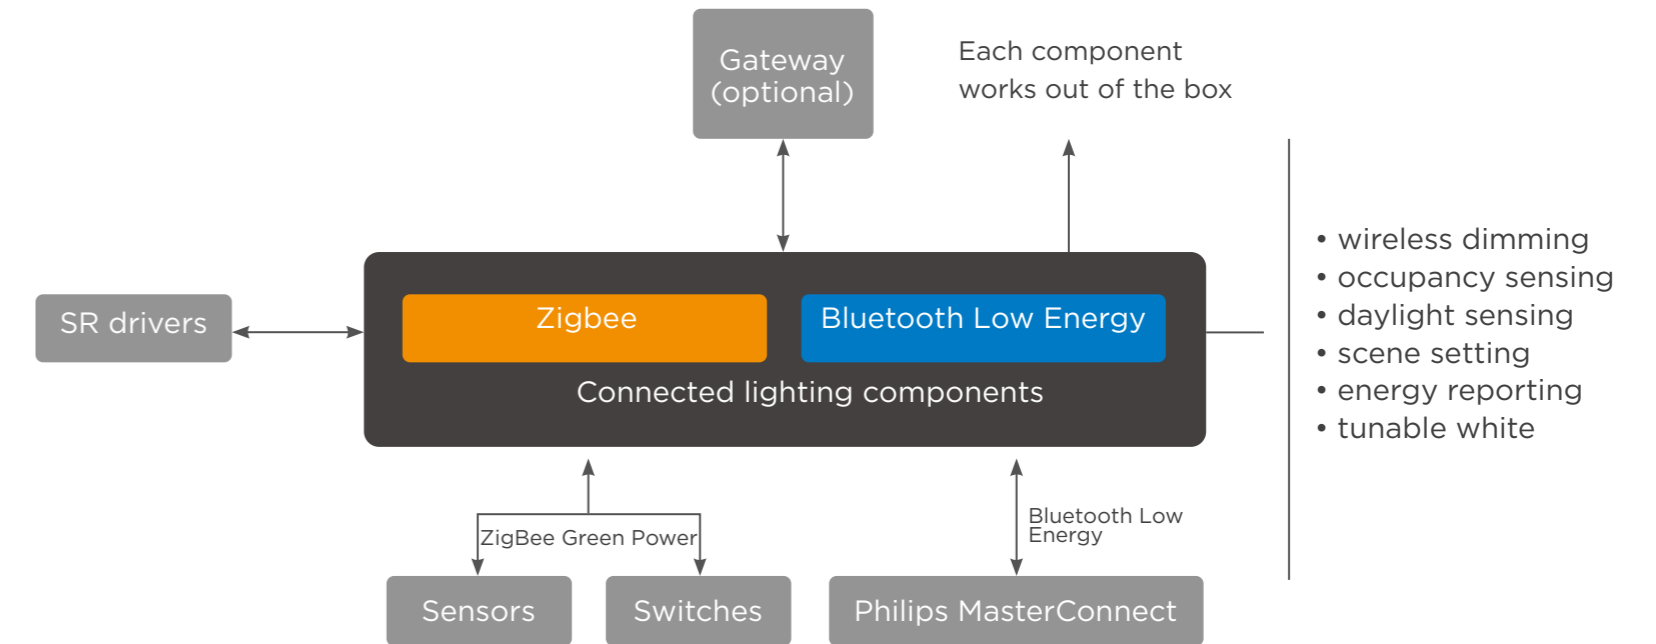 Gateway
(optional)
Each component
works out of the box
SR drivers
Zigbee
Bluetooth Low Energy
Connected lighting components
• wireless dimming
• occupancy sensing
• daylight sensing
• scene setting
• energy reporting
• tunable white
ZigBee Green Power
Bluetooth Low
Energy
Sensors
Switches
Philips MasterConnect